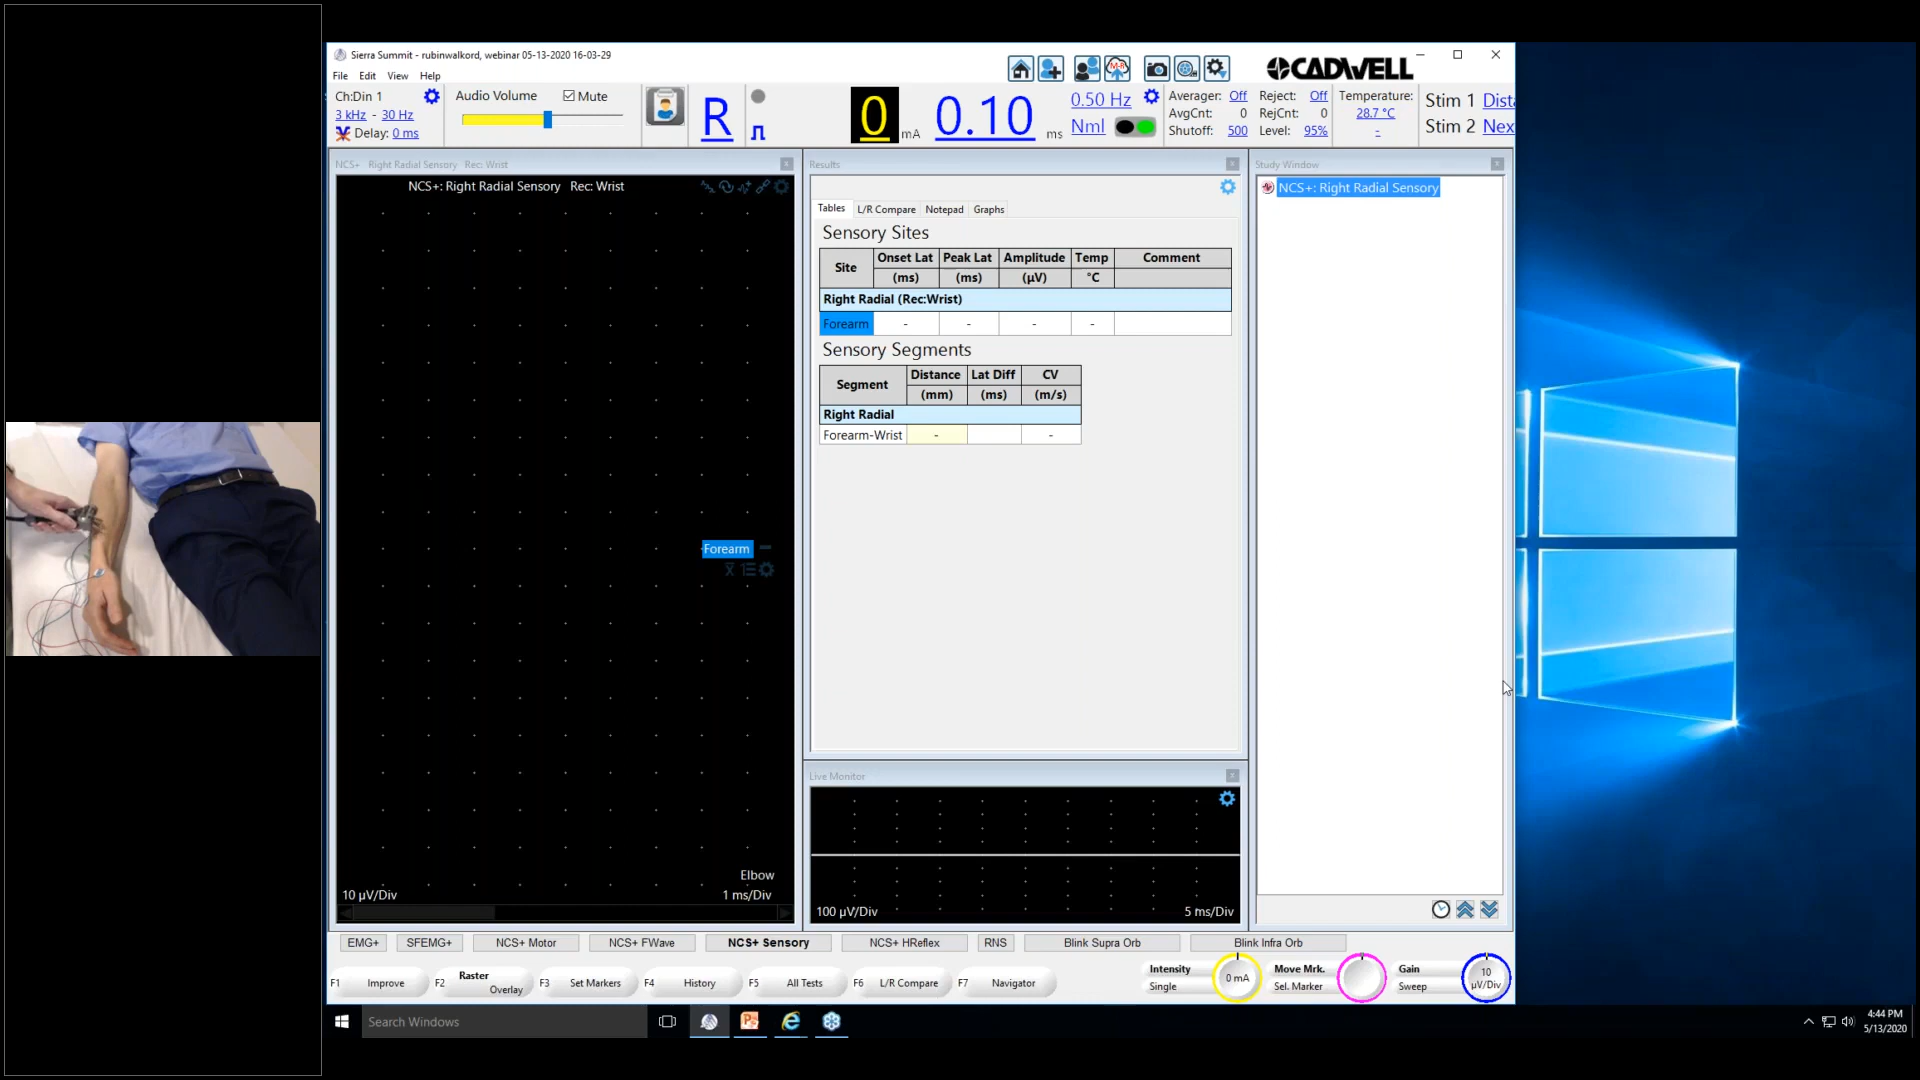 Sierra Summit - rubinwalkord, webinar 05-13-2020 16-03-29
File Edit View Help
CADWELL
Ch:Din 1
3 kHz - 30 Hz
Delay: 0 ms
Audio Volume
Mute
R
0 mA
0.10 ms
0.50 Hz
Nml
Averager: Off
AvgCnt: 0
Shutoff: 500
Reject: Off
RejCnt: 0
Level: 95%
Temperature:
28.7 °C
-
Stim 1 Dista
Stim 2 Nex
NCS+ Right Radial Sensory Rec: Wrist
NCS+: Right Radial Sensory Rec: Wrist
Forearm
Elbow
10 µV/Div
1 ms/Div
Results
Tables L/R Compare Notepad Graphs
Sensory Sites
Site Onset Lat Peak Lat Amplitude Temp Comment
(ms) (ms) (µV) °C
Right Radial (Rec:Wrist)
Forearm - - - -
Sensory Segments
Segment Distance Lat Diff CV
(mm) (ms) (m/s)
Right Radial
Forearm-Wrist - -
Live Monitor
100 µV/Div
5 ms/Div
Study Window
NCS+: Right Radial Sensory
EMG+ SFEMG+ NCS+ Motor NCS+ FWave NCS+ Sensory NCS+ HReflex RNS Blink Supra Orb Blink Infra Orb
F1 Improve
F2 Raster
Overlay
F3 Set Markers
F4 History
F5 All Tests
F6 L/R Compare
F7 Navigator
Intensity
Single
0 mA
Move Mrk.
Sel. Marker
Gain
Sweep
10
µV/Div
Search Windows
4:44 PM
5/13/2020